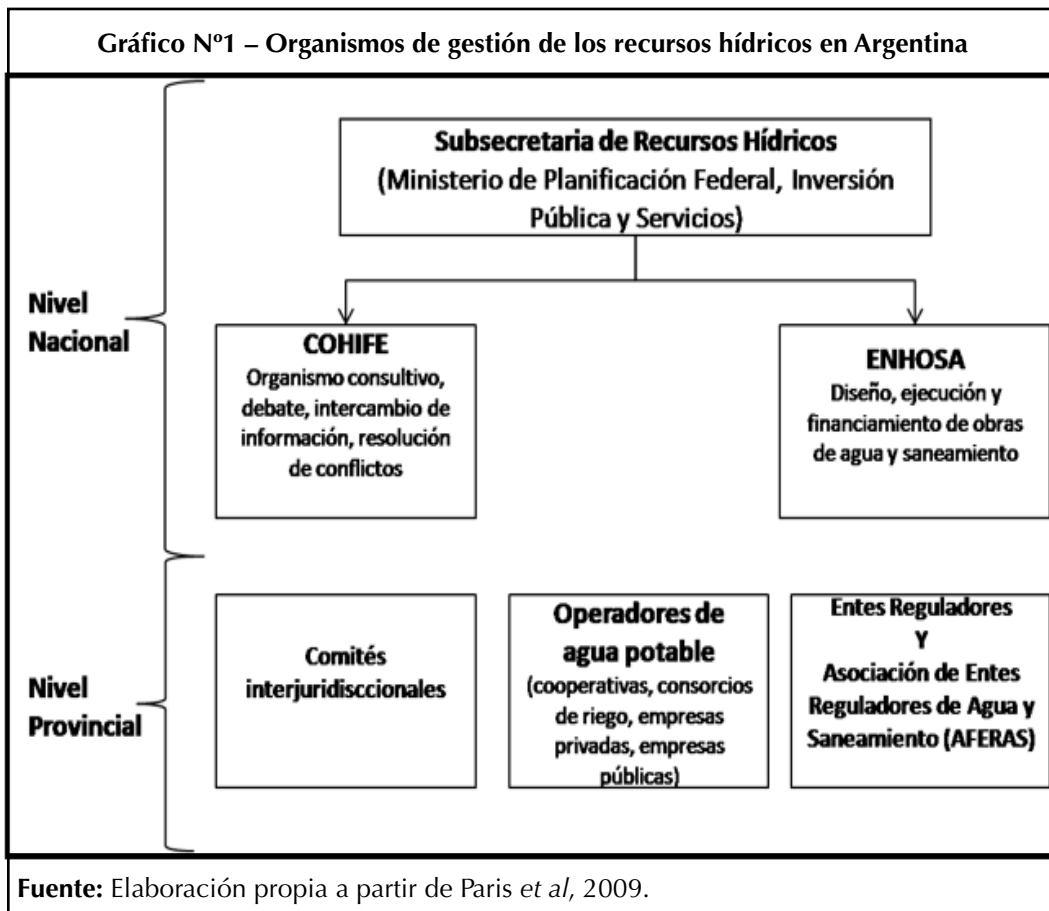 Gráfico Nº1 – Organismos de gestión de los recursos hídricos en Argentina
Subsecretaria de Recursos Hídricos
(Ministerio de Planificación Federal, Inversión
Pública y Servicios)
Nivel
Nacional
COHIFE
Organismo consultivo,
debate, intercambio de
información, resolución
de conflictos
ENHOSA
Diseño, ejecución y
financiamiento de obras
de agua y saneamiento
Nivel
Provincial
Comités
interjuridisccionales
Operadores de
agua potable
(cooperativas, consorcios
de riego, empresas
privadas, empresas
públicas)
Entes Reguladores
Y
Asociación de Entes
Reguladores de Agua y
Saneamiento (AFERAS)
Fuente: Elaboración propia a partir de Paris et al, 2009.